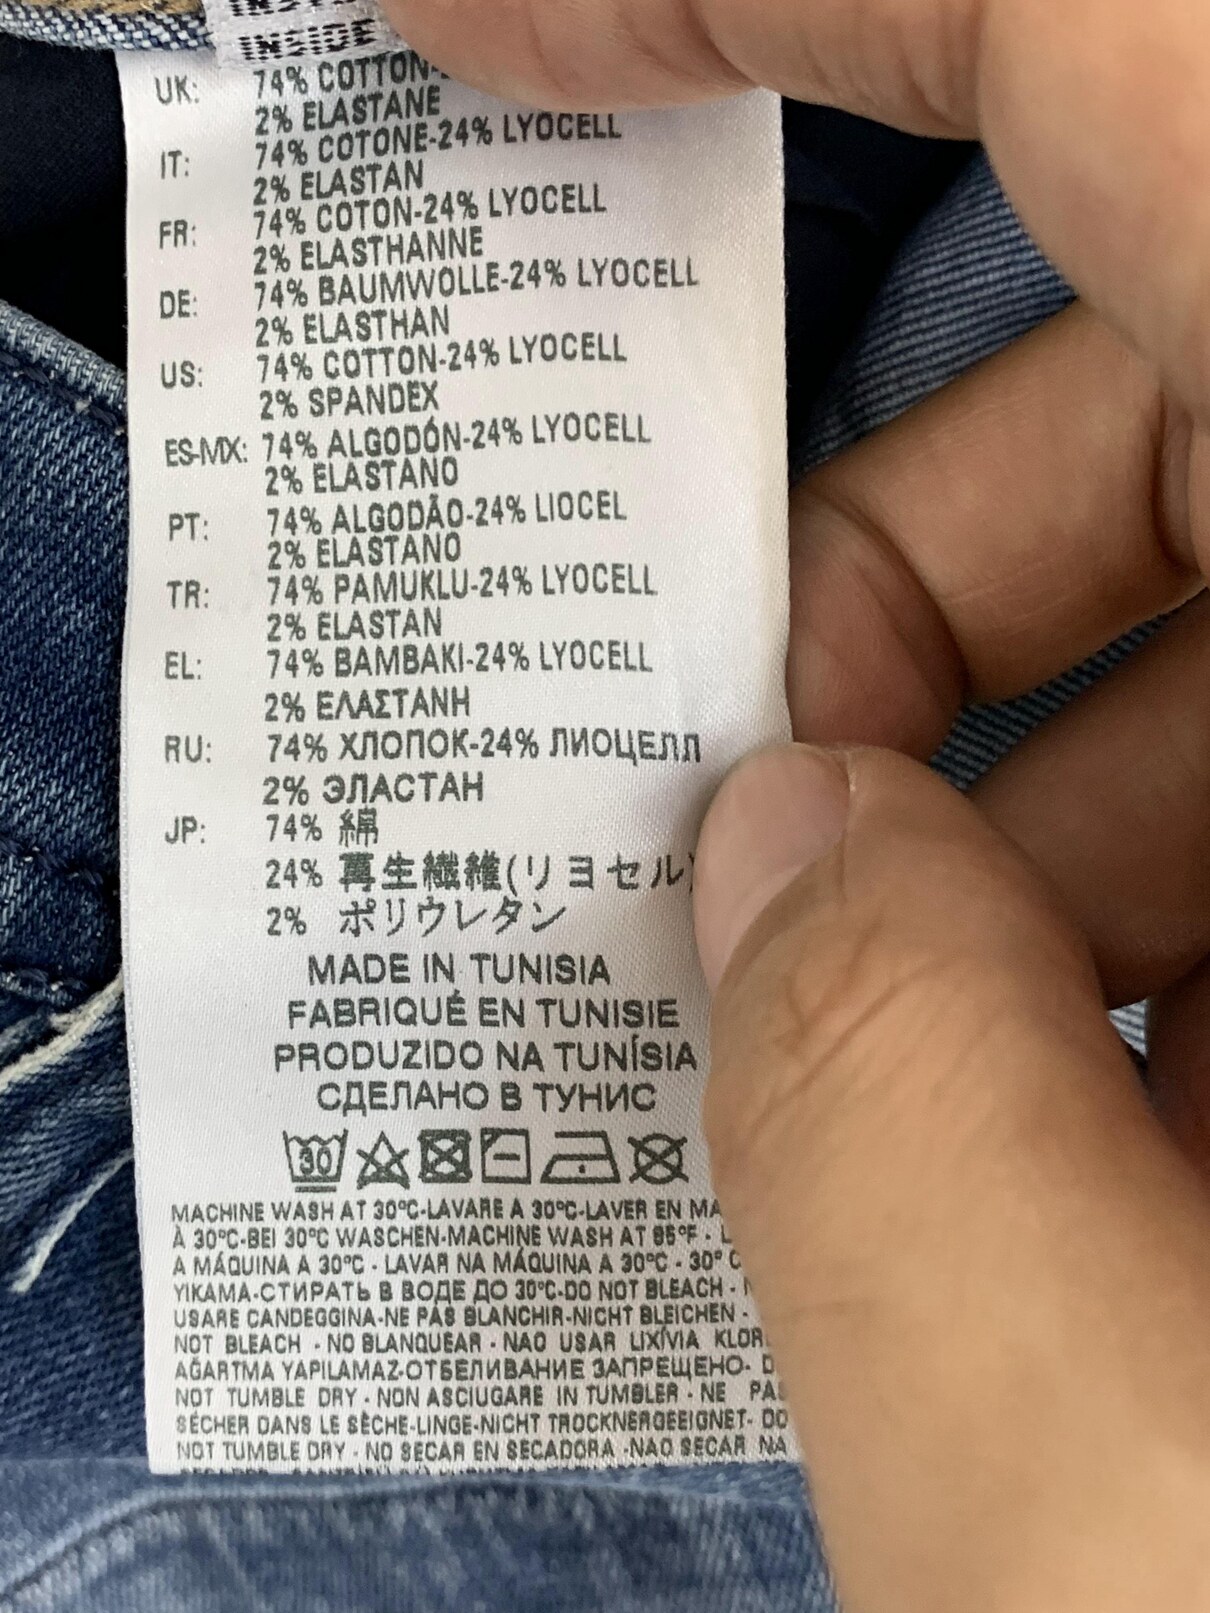 INSIDE
UK: 74% COTTON-
2% ELASTANE
IT: 74% COTONE-24% LYOCELL
2% ELASTAN
FR: 74% COTON-24% LYOCELL
2% ELASTHANNE
DE: 74% BAUMWOLLE-24% LYOCELL
2% ELASTHAN
US: 74% COTTON-24% LYOCELL
2% SPANDEX
ES-MX: 74% ALGODÓN-24% LYOCELL
2% ELASTANO
PT: 74% ALGODÃO-24% LIOCEL
2% ELASTANO
TR: 74% PAMUKLU-24% LYOCELL
2% ELASTAN
EL: 74% BAMBAKI-24% LYOCELL
2% ΕΛΑΣΤΑΝΗ
RU: 74% ХЛОПОК-24% ЛИОЦЕЛЛ
2% ЭЛАСТАН
JP: 74% 綿
24% 再生繊維(リヨセル)
2% ポリウレタン
MADE IN TUNISIA
FABRIQUÉ EN TUNISIE
PRODUZIDO NA TUNÍSIA
СДЕЛАНО В ТУНИС
30
MACHINE WASH AT 30°C-LAVARE A 30°C-LAVER EN
À 30°C-BEI 30°C WASCHEN-MACHINE WASH AT 85°F -
A MÁQUINA A 30°C - LAVAR NA MÁQUINA A 30°C - 30° C
YIKAMA-СТИРАТЬ В ВОДЕ ДО 30°C-DO NOT BLEACH -
USARE CANDEGGINA-NE PAS BLANCHIR-NICHT BLEICHEN -
NOT BLEACH - NO BLANQUEAR - NAO USAR LIXÍVIA KLOR
AĞARTMA YAPILAMAZ-ОТБЕЛИВАНИЕ ЗАПРЕЩЕНО-
NOT TUMBLE DRY - NON ASCIUGARE IN TUMBLER - NE PAS
SÉCHER DANS LE SÈCHE-LINGE-NICHT TROCKNERGEEIGNET- DO
NOT TUMBLE DRY - NO SECAR EN SECADORA -NAO SECAR NA